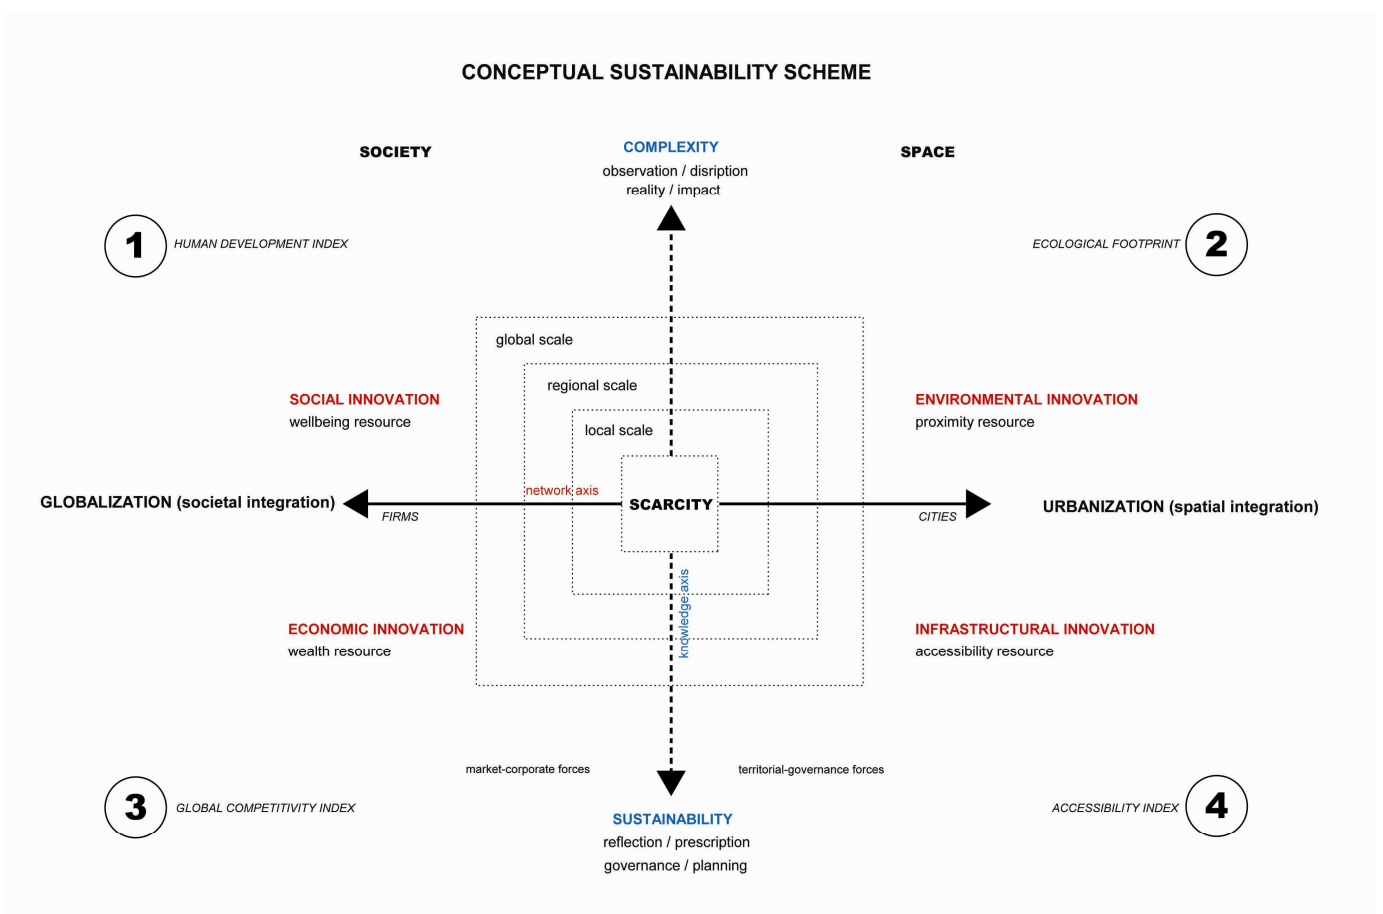 CONCEPTUAL SUSTAINABILITY SCHEME
SOCIETY
COMPLEXITY
SPACE
observation / disription
reality / impact
1
HUMAN DEVELOPMENT INDEX
ECOLOGICAL FOOTPRINT
2
global scale
regional scale
SOCIAL INNOVATION
wellbeing resource
ENVIRONMENTAL INNOVATION
proximity resource
local scale
network axis
GLOBALIZATION (societal integration)
FIRMS
SCARCITY
CITIES
URBANIZATION (spatial integration)
knowledge axis
ECONOMIC INNOVATION
wealth resource
INFRASTRUCTURAL INNOVATION
accessibility resource
market-corporate forces
territorial-governance forces
3
GLOBAL COMPETITIVITY INDEX
ACCESSIBILITY INDEX
4
SUSTAINABILITY
reflection / prescription
governance / planning